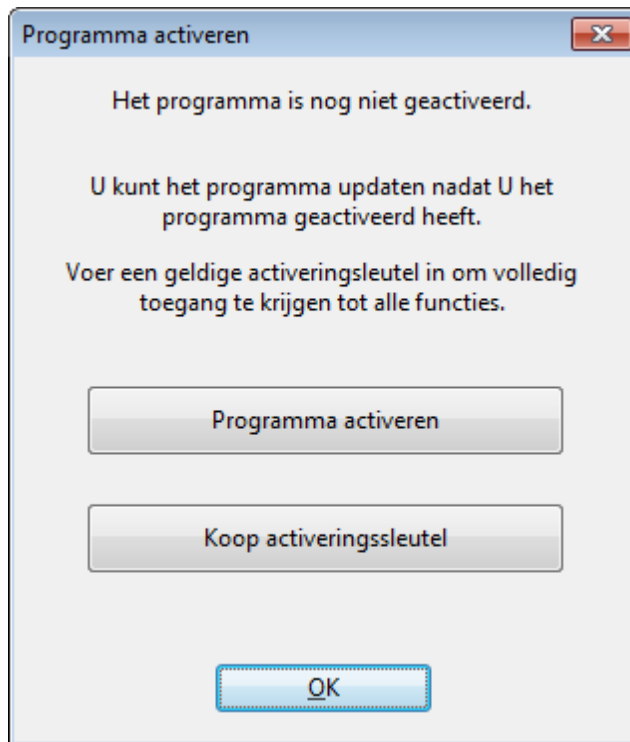 Programma activeren
Het programma is nog niet geactiveerd.
U kunt het programma updaten nadat U het
programma geactiveerd heeft.
Voer een geldige activeringsleutel in om volledig
toegang te krijgen tot alle functies.
Programma activeren
Koop activeringssleutel
OK